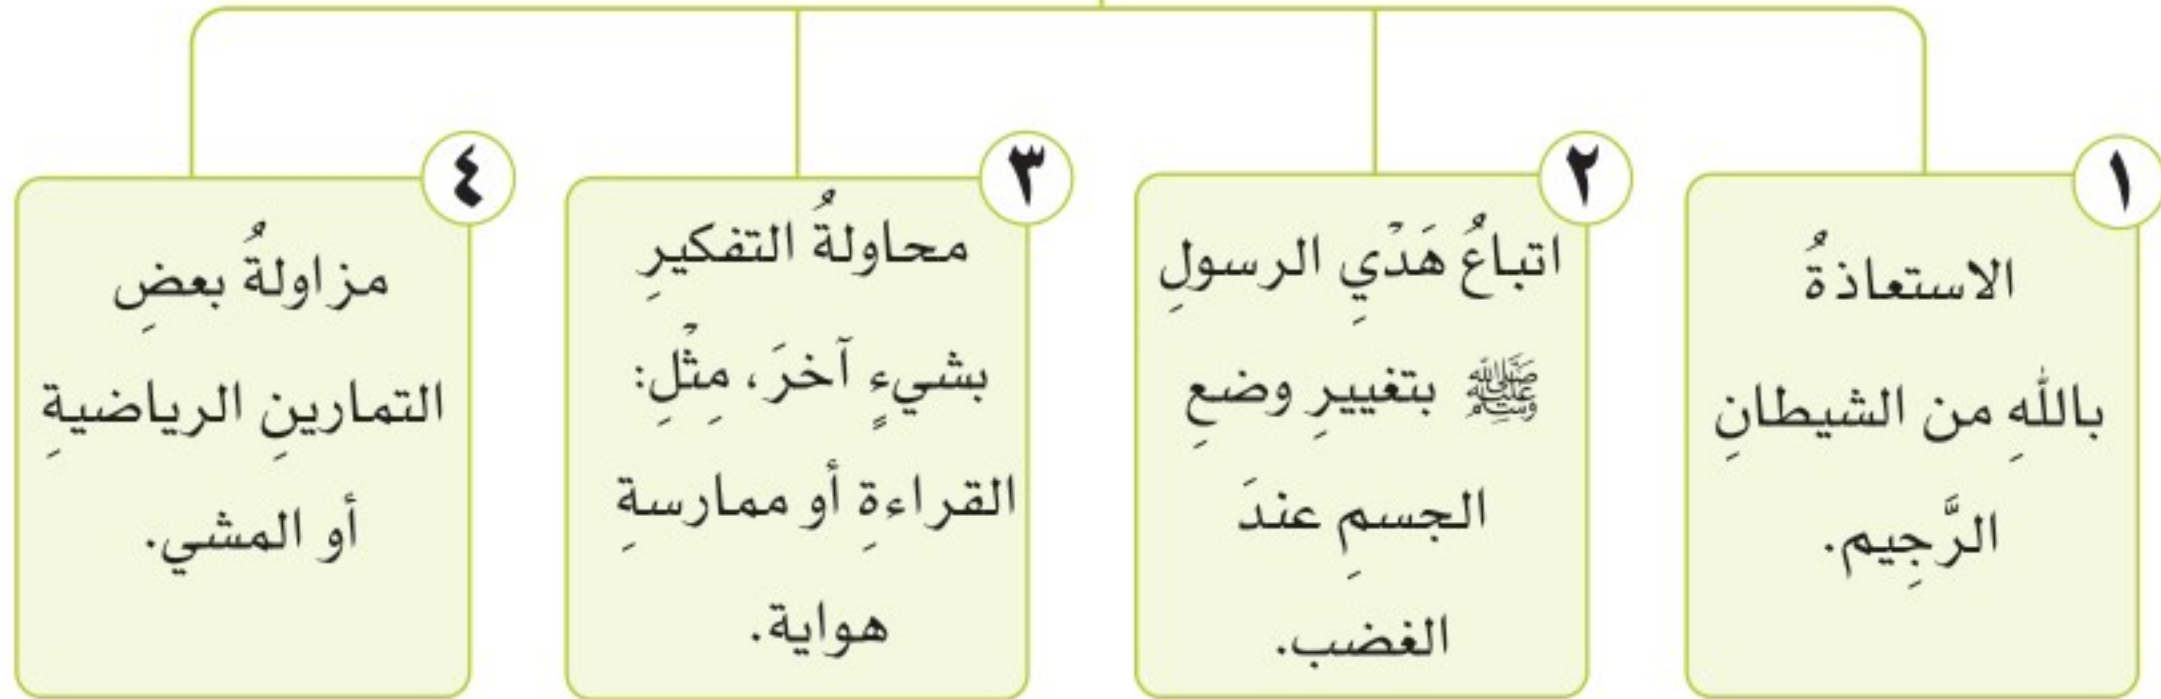 ١
الاستعاذةُ
باللهِ من الشيطانِ
الرَّجِيم.
٢
اتباعُ هَدْيِ الرسولِ
ﷺ بتغييرِ وضعِ
الجسمِ عندَ
الغضب.
٣
محاولةُ التفكيرِ
بشيءٍ آخرَ، مِثْلِ:
القراءةِ أو ممارسةِ
هواية.
٤
مزاولةُ بعضِ
التمارينِ الرياضيةِ
أو المشي.